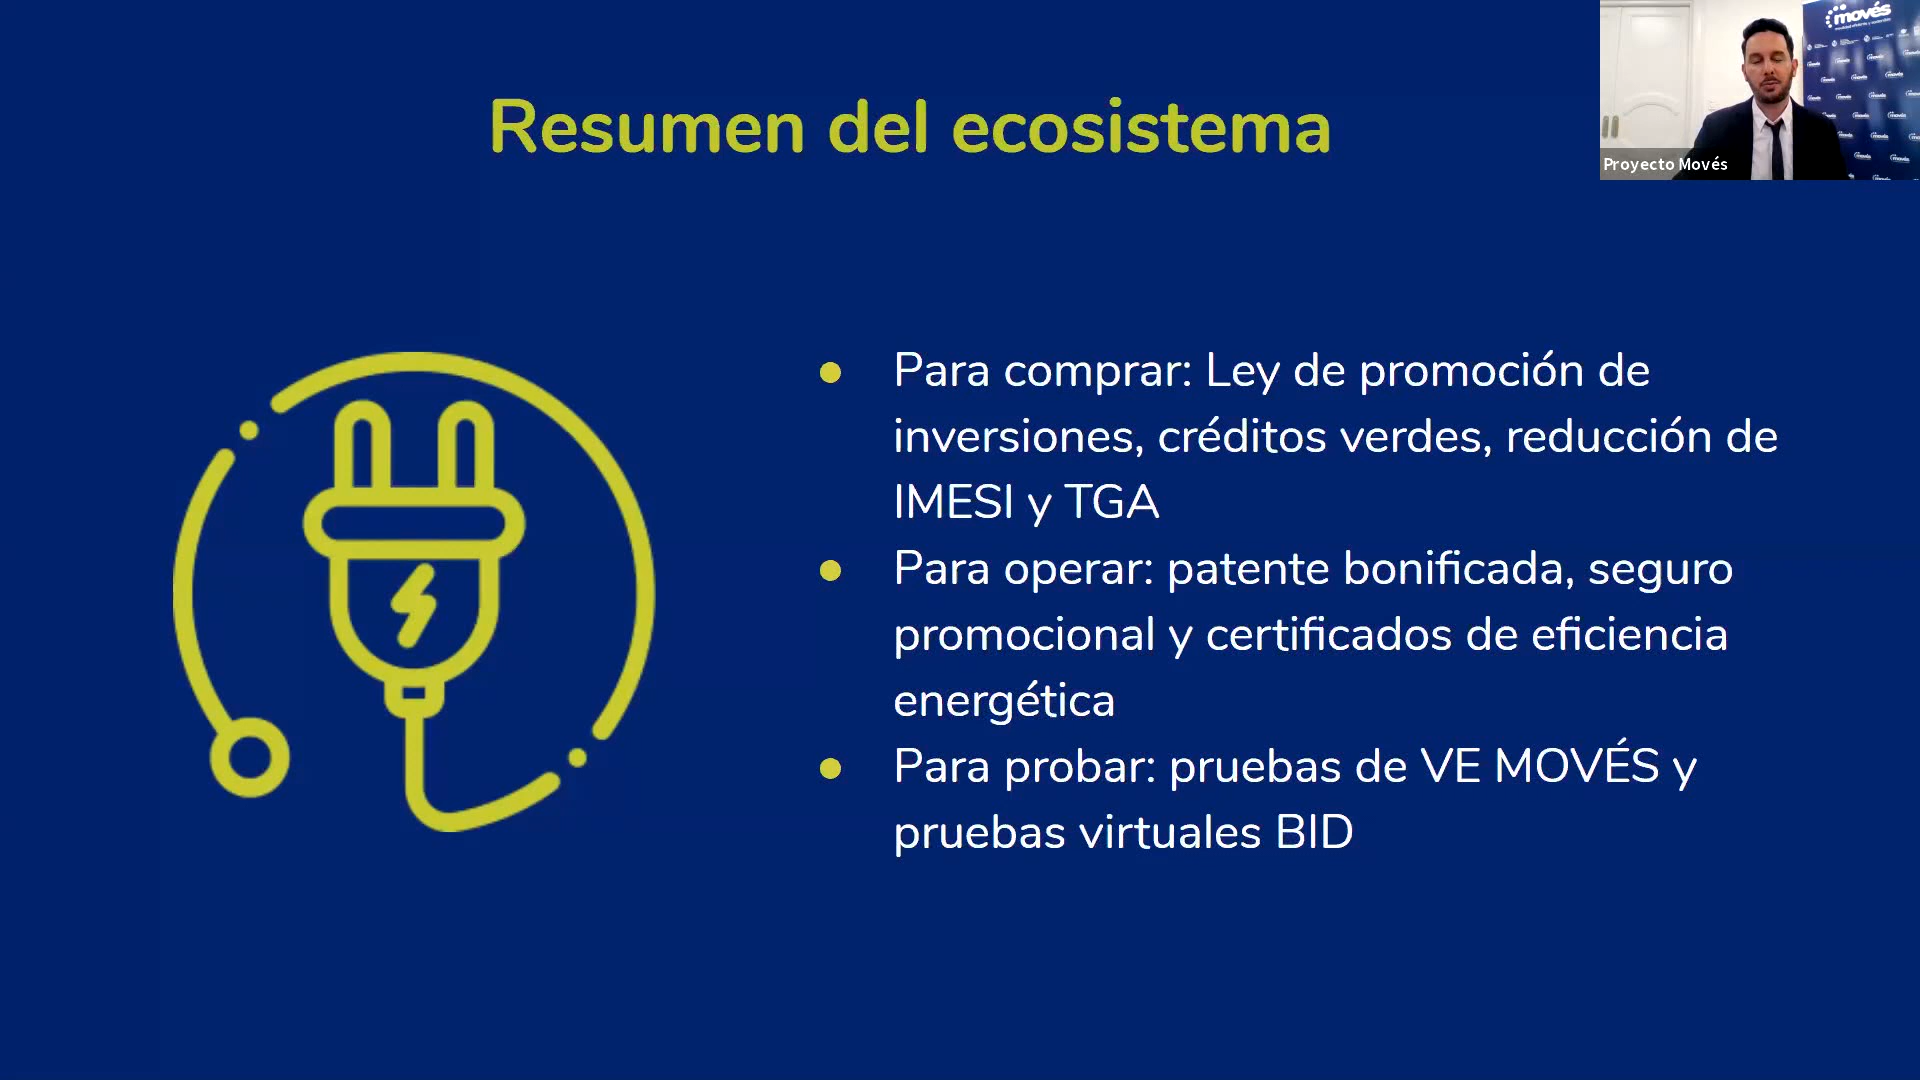 Resumen del ecosistema
movés
Proyecto Movés
● Para comprar: Ley de promoción de
inversiones, créditos verdes, reducción de
IMESI y TGA
● Para operar: patente bonificada, seguro
promocional y certificados de eficiencia
energética
● Para probar: pruebas de VE MOVÉS y
pruebas virtuales BID